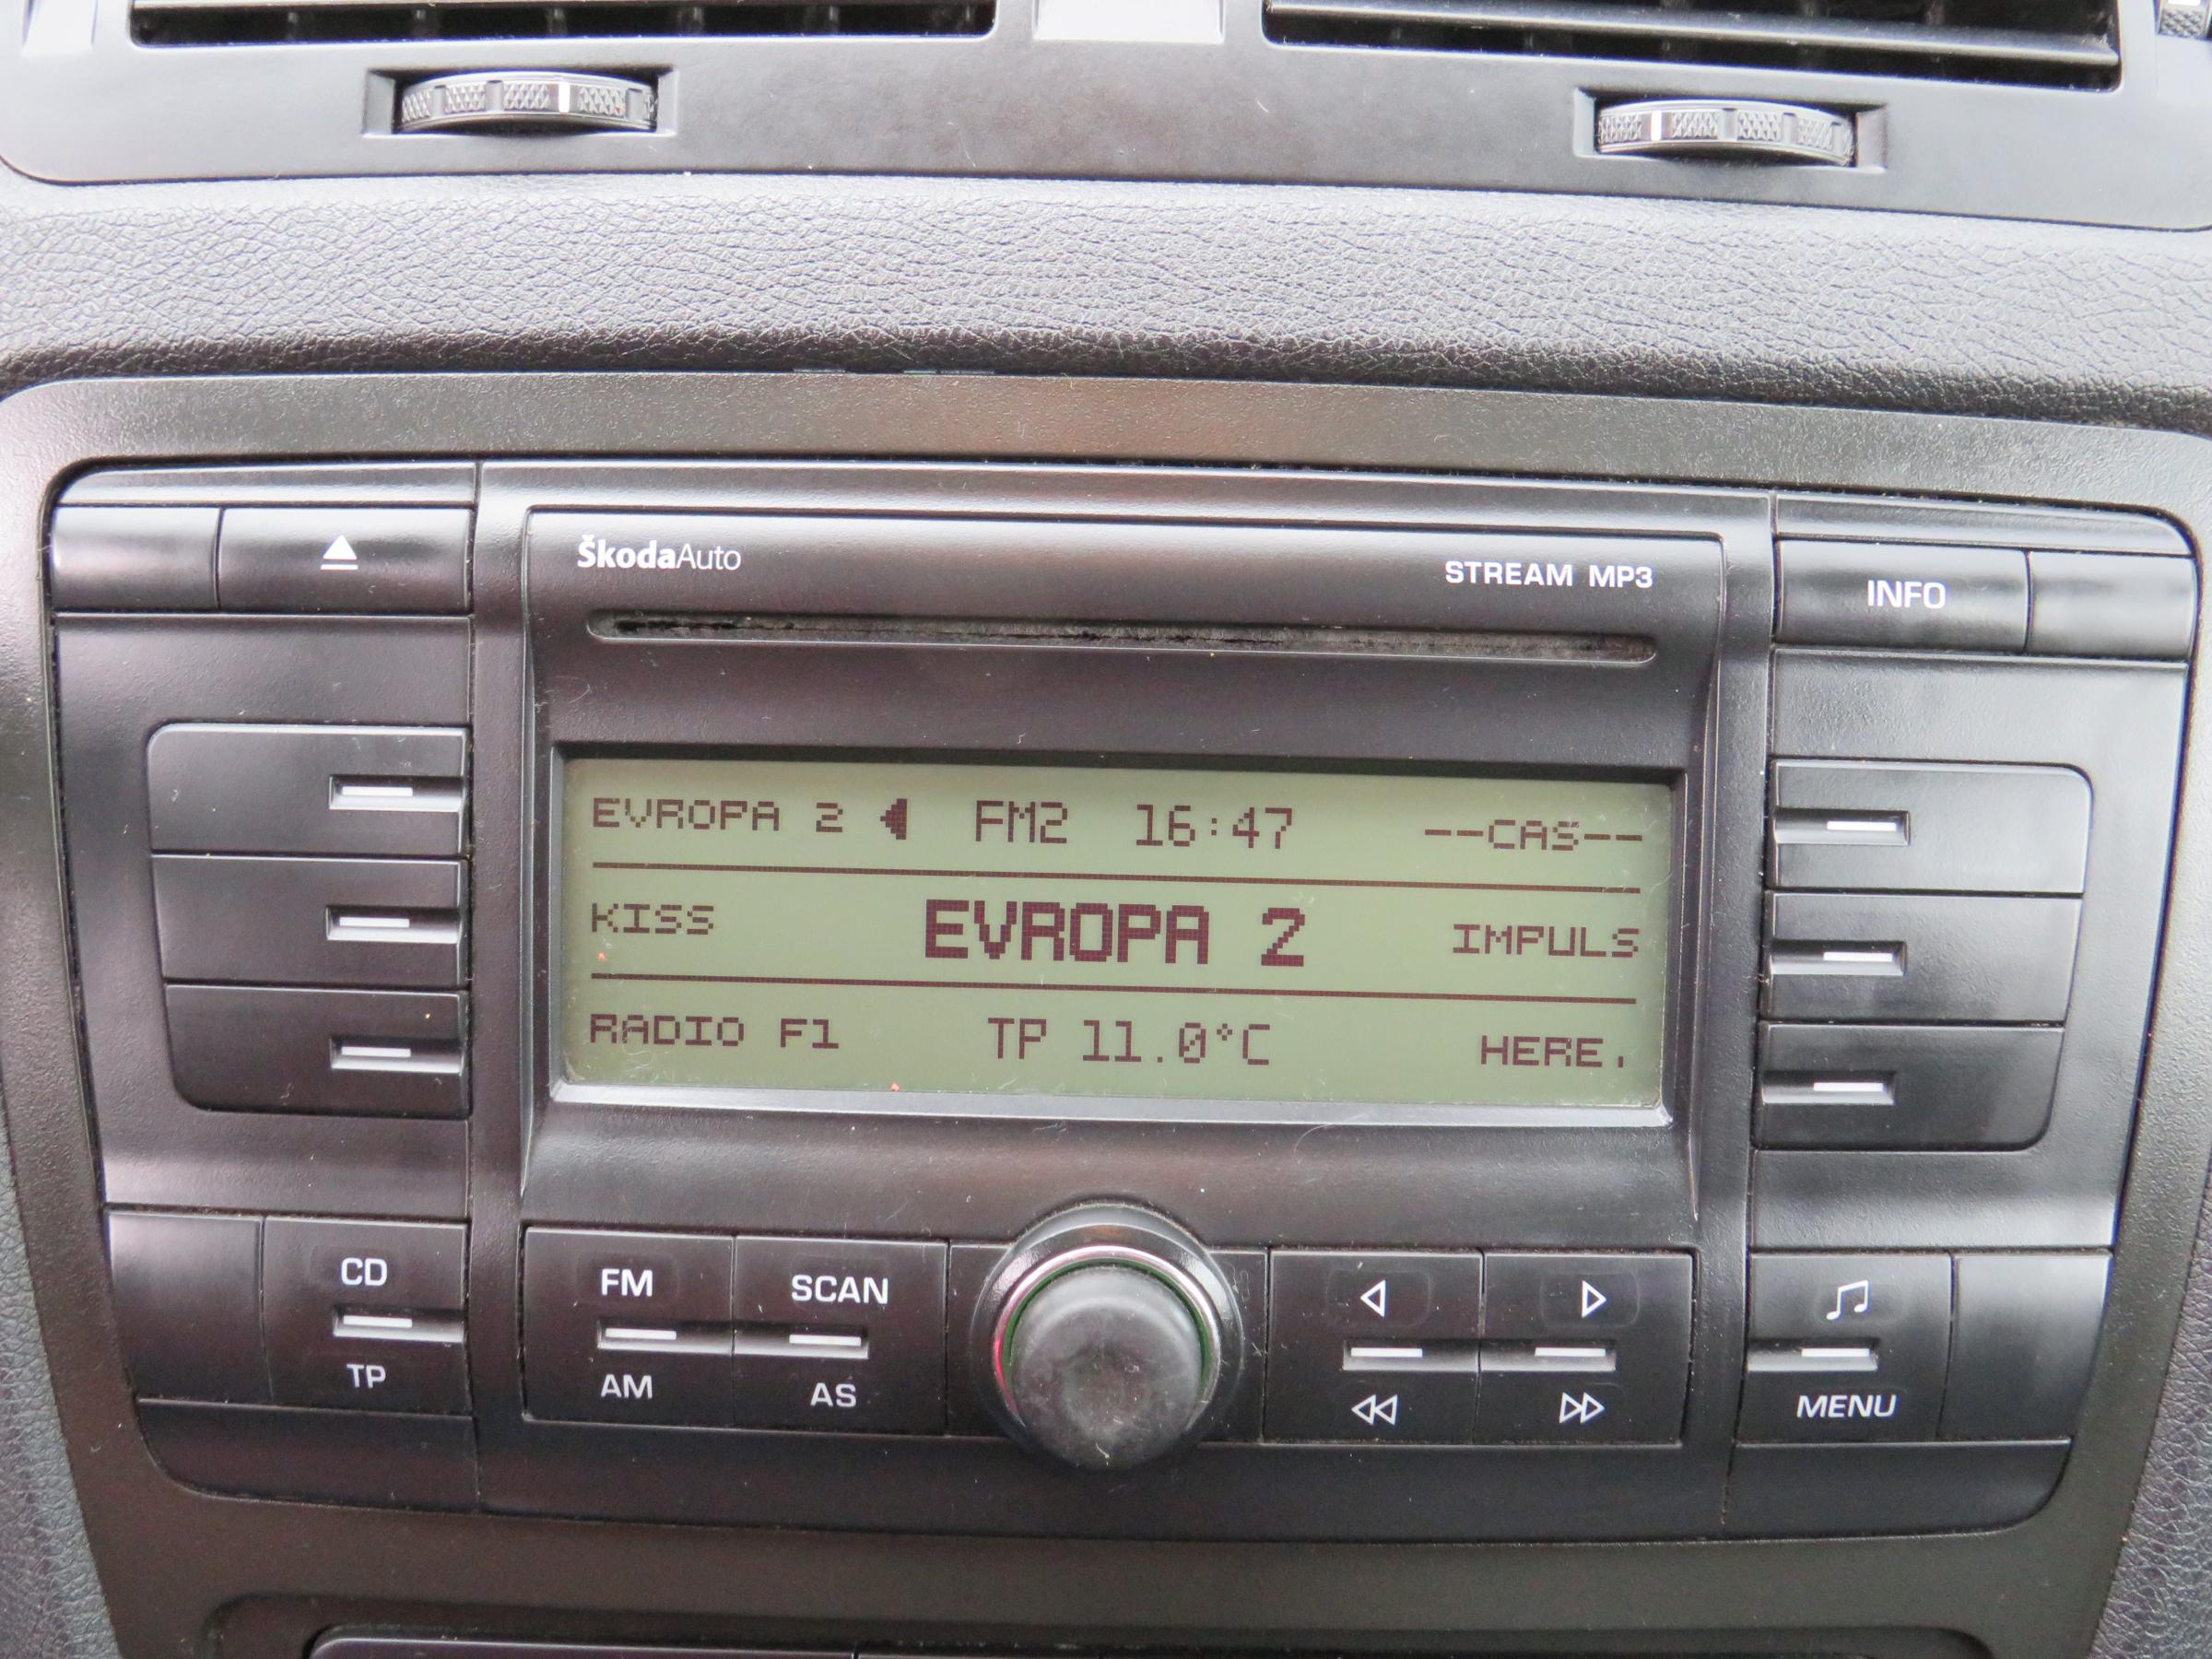 ŠkodaAuto STREAM MP3
INFO
EVROPA 2 FM2 16:47 --CAS--
KISS EVROPA 2 IMPULS
RADIO F1 TP 11.0°C HERE.
CD FM SCAN
TP AM AS MENU